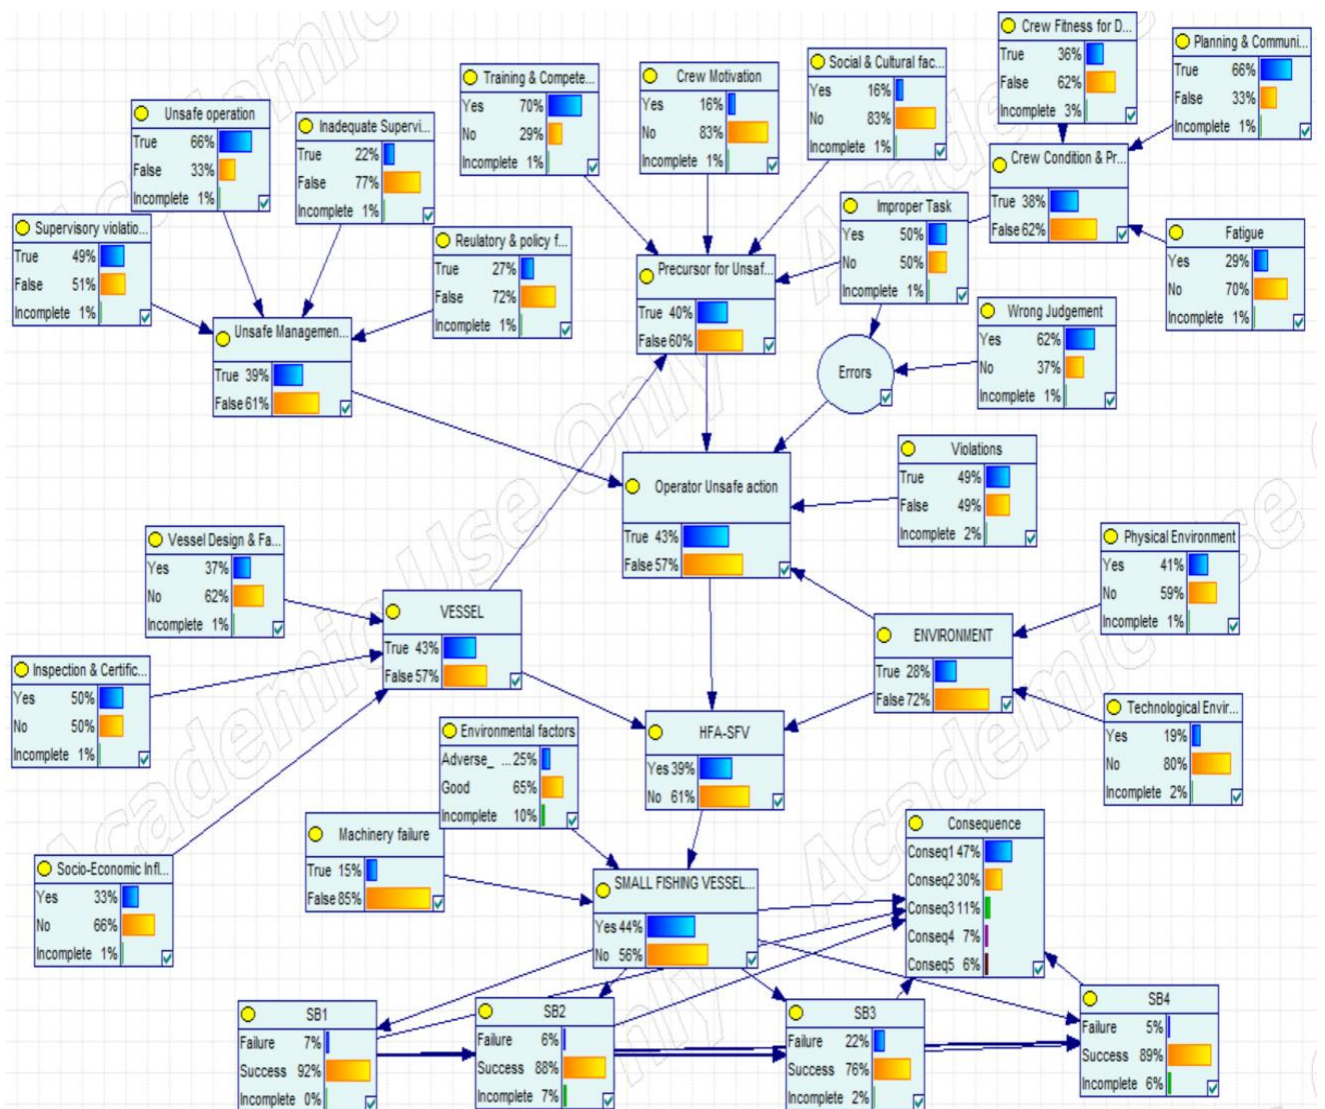 Crew Fitness for D...
True 36%
False 62%
Incomplete 3%
Planning & Communi...
True 66%
False 33%
Incomplete 1%
Social & Cultural fac...
Yes 16%
No 83%
Incomplete 1%
Training & Compete...
Yes 70%
No 29%
Incomplete 1%
Crew Motivation
Yes 16%
No 83%
Incomplete 1%
Unsafe operation
True 66%
False 33%
Incomplete 1%
Inadequate Supervi...
True 22%
False 77%
Incomplete 1%
Crew Condition & Pr...
True 38%
False 62%
Improper Task
Yes 50%
No 50%
Incomplete 1%
Supervisory violatio...
True 49%
False 51%
Incomplete 1%
Reulatory & policy f...
True 27%
False 72%
Incomplete 1%
Fatigue
Yes 29%
No 70%
Incomplete 1%
Precursor for Unsaf...
True 40%
False 60%
Wrong Judgement
Yes 62%
No 37%
Incomplete 1%
Unsafe Managemen...
True 39%
False 61%
Errors
Violations
True 49%
False 49%
Incomplete 2%
Operator Unsafe action
True 43%
False 57%
Vessel Design & Fa...
Yes 37%
No 62%
Incomplete 1%
Physical Environment
Yes 41%
No 59%
Incomplete 1%
VESSEL
True 43%
False 57%
ENVIRONMENT
True 28%
False 72%
Inspection & Certific...
Yes 50%
No 50%
Incomplete 1%
Technological Envir...
Yes 19%
No 80%
Incomplete 2%
HFA-SFV
Yes 39%
No 61%
Environmental factors
Adverse_ ... 25%
Good 65%
Incomplete 10%
Machinery failure
True 15%
False 85%
Consequence
Conseq1 47%
Conseq2 30%
Conseq3 11%
Conseq4 7%
Conseq5 6%
Socio-Economic Infl...
Yes 33%
No 66%
Incomplete 1%
SMALL FISHING VESSEL...
Yes 44%
No 56%
SB1
Failure 7%
Success 92%
Incomplete 0%
SB2
Failure 6%
Success 88%
Incomplete 7%
SB3
Failure 22%
Success 76%
Incomplete 2%
SB4
Failure 5%
Success 89%
Incomplete 6%
Academic Use Only